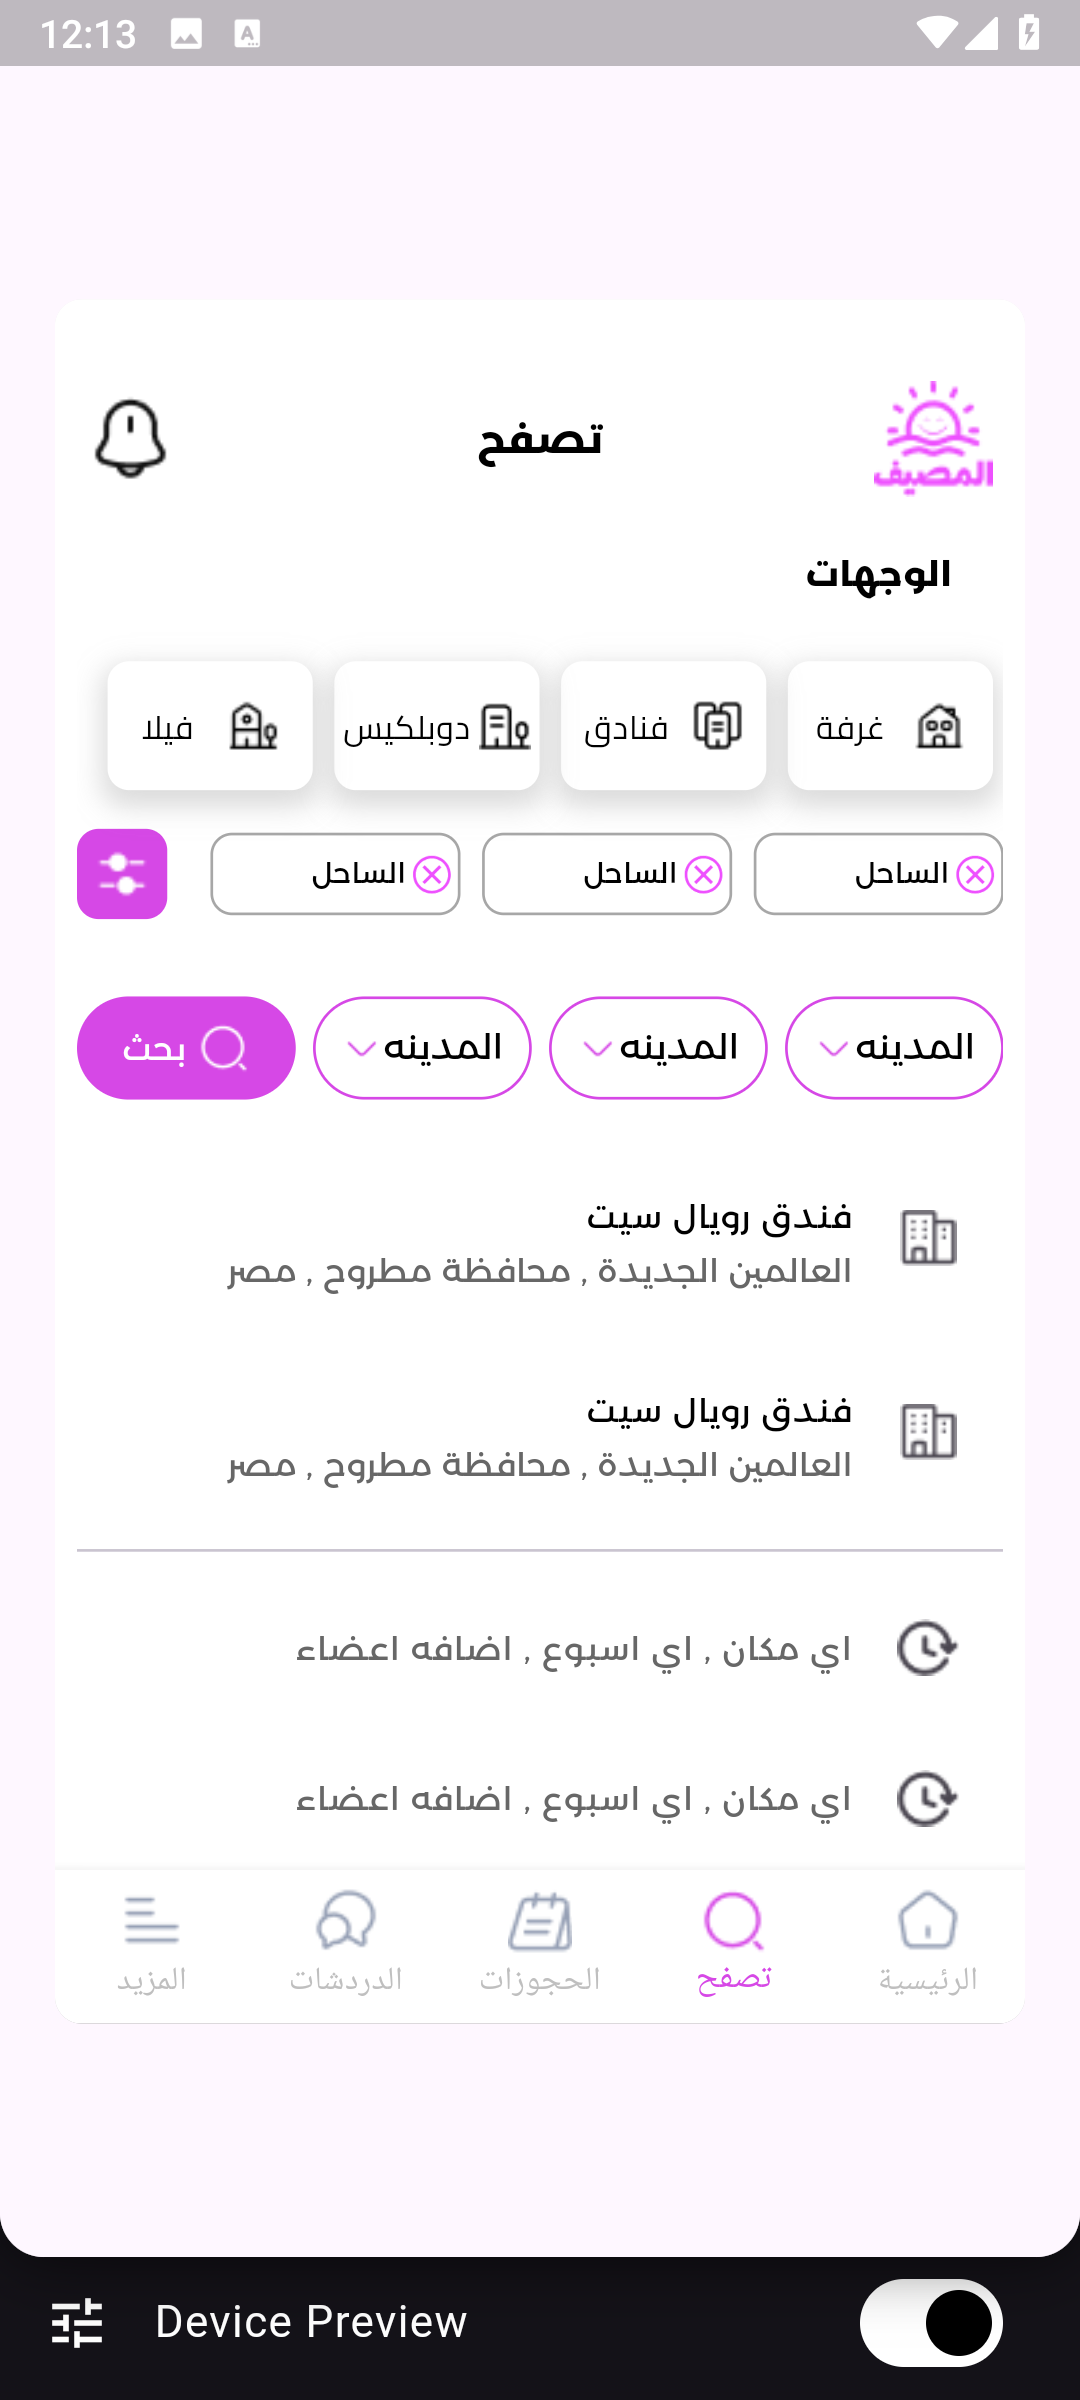 12:13
المصيف
تصفح
الوجهات
غرفة
فنادق
دوبلكيس
فيلا
الساحل
الساحل
الساحل
المدينه
المدينه
المدينه
بحث
فندق رويال سيت
العالمين الجديدة , محافظة مطروح , مصر
فندق رويال سيت
العالمين الجديدة , محافظة مطروح , مصر
اي مكان , اي اسبوع , اضافه اعضاء
اي مكان , اي اسبوع , اضافه اعضاء
الرئيسية
تصفح
الحجوزات
الدردشات
المزيد
Device Preview